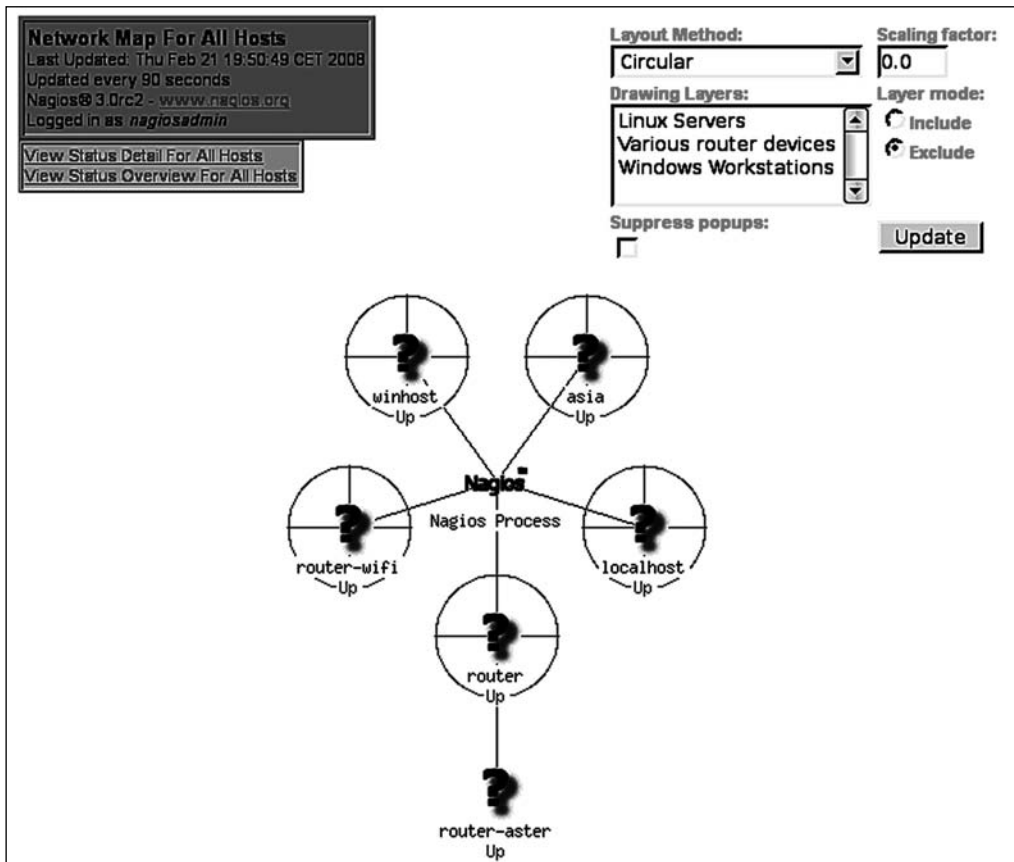 Network Map For All Hosts
Last Updated: Thu Feb 21 19:50:49 CET 2008
Updated every 90 seconds
Nagios® 3.0rc2 - www.nagios.org
Logged in as nagiosadmin
View Status Detail For All Hosts
View Status Overview For All Hosts
Layout Method:
Circular
Scaling factor:
0.0
Drawing Layers:
Linux Servers
Various router devices
Windows Workstations
Layer mode:
Include
Exclude
Suppress popups:
Update
winhost
Up
asia
Up
Nagios™
Nagios Process
router-wifi
Up
localhost
Up
router
Up
router-aster
Up